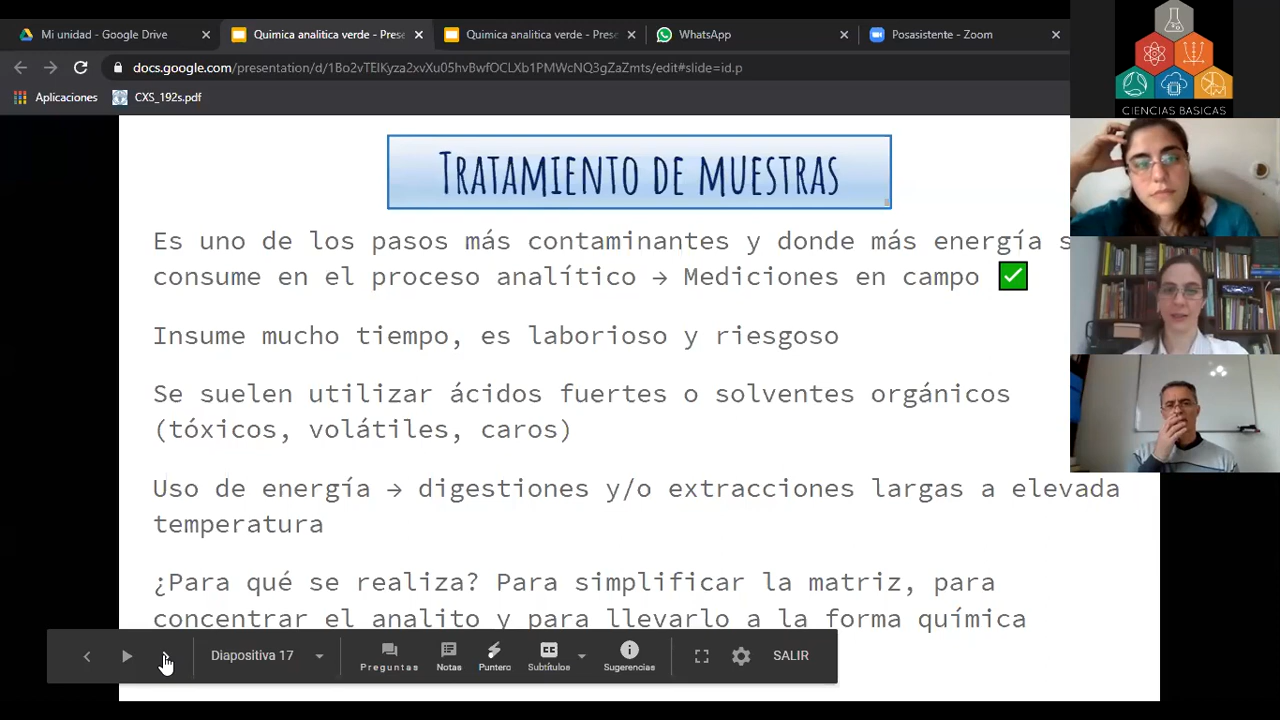 Mi unidad - Google Drive
Quimica analitica verde - Prese
Quimica analitica verde - Prese
WhatsApp
Posasistente - Zoom
docs.google.com/presentation/d/1Bo2vTElKyza2xvXu05hvBwf9CLXb1PMWcNQ3gZaZmts/edit#slide=id.p
Aplicaciones
CXS_192s.pdf
CIENCIAS BASICAS
TRATAMIENTO DE MUESTRAS
Es uno de los pasos más contaminantes y donde más energía s
consume en el proceso analítico → Mediciones en campo ✅
Insume mucho tiempo, es laborioso y riesgoso
Se suelen utilizar ácidos fuertes o solventes orgánicos
(tóxicos, volátiles, caros)
Uso de energía → digestiones y/o extracciones largas a elevada
temperatura
¿Para qué se realiza? Para simplificar la matriz, para
concentrar el analito y para llevarlo a la forma química
Diapositiva 17
Preguntas
Notas
Puntero
Subtítulos
Sugerencias
SALIR